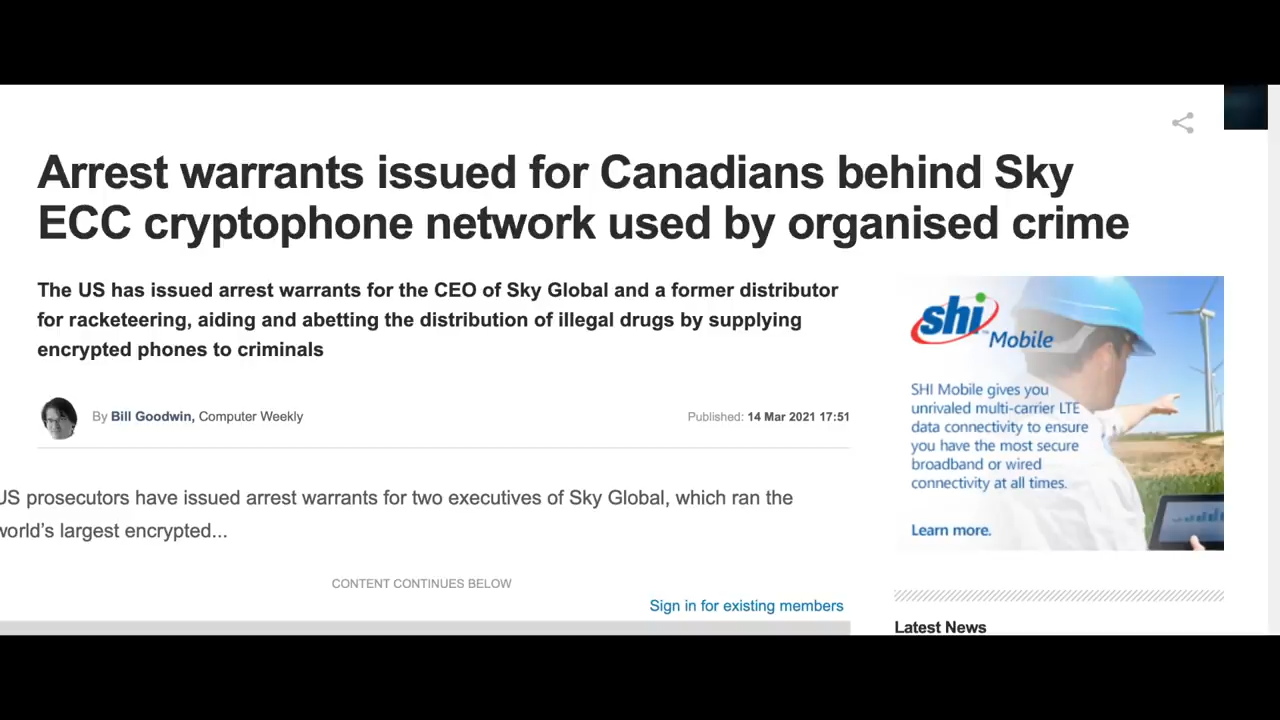 Arrest warrants issued for Canadians behind Sky
ECC cryptophone network used by organised crime
The US has issued arrest warrants for the CEO of Sky Global and a former distributor
for racketeering, aiding and abetting the distribution of illegal drugs by supplying
encrypted phones to criminals
By Bill Goodwin, Computer Weekly
Published: 14 Mar 2021 17:51
US prosecutors have issued arrest warrants for two executives of Sky Global, which ran the
world's largest encrypted...
CONTENT CONTINUES BELOW
Sign in for existing members
shi
Mobile
SHI Mobile gives you
unrivaled multi-carrier LTE
data connectivity to ensure
you have the most secure
broadband or wired
connectivity at all times.
Learn more.
Latest News